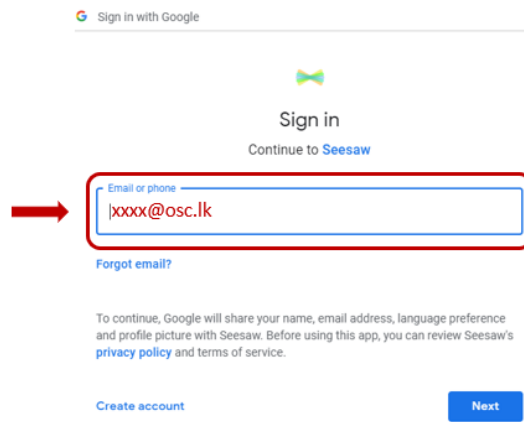 Sign in with Google
Sign in
Continue to Seesaw
Email or phone
xxxx@osc.lk
Forgot email?
To continue, Google will share your name, email address, language preference
and profile picture with Seesaw. Before using this app, you can review Seesaw's
privacy policy and terms of service.
Create account
Next